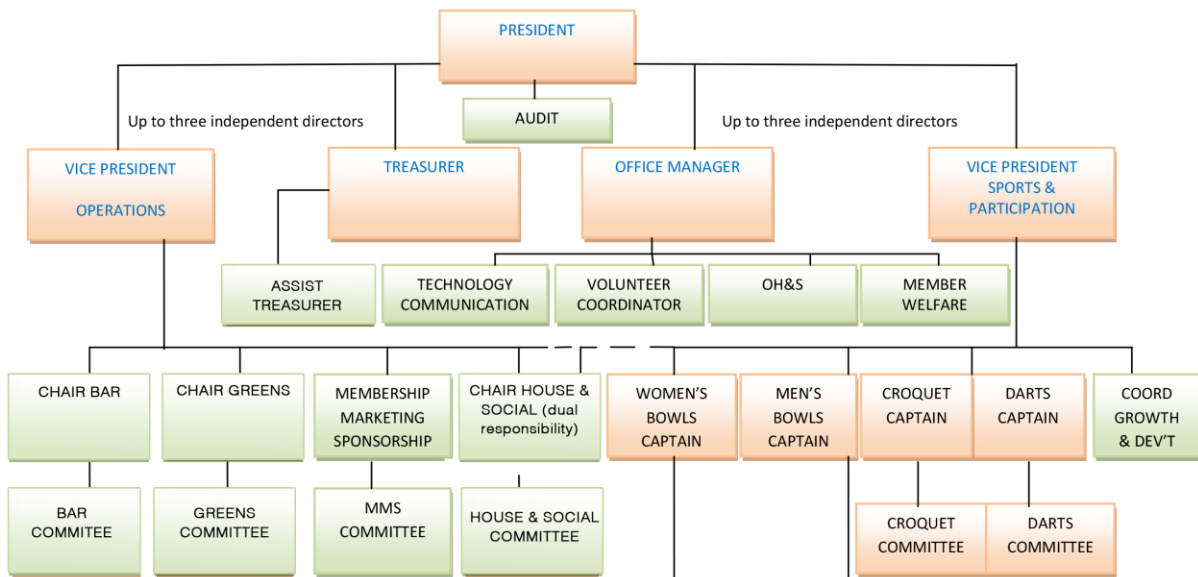 PRESIDENT
AUDIT
Up to three independent directors
Up to three independent directors
VICE PRESIDENT
OPERATIONS
TREASURER
OFFICE MANAGER
VICE PRESIDENT
SPORTS &
PARTICIPATION
ASSIST
TREASURER
TECHNOLOGY
COMMUNICATION
VOLUNTEER
COORDINATOR
OH&S
MEMBER
WELFARE
CHAIR BAR
CHAIR GREENS
MEMBERSHIP
MARKETING
SPONSORSHIP
CHAIR HOUSE &
SOCIAL (dual
responsibility)
WOMEN'S
BOWLS
CAPTAIN
MEN'S
BOWLS
CAPTAIN
CROQUET
CAPTAIN
DARTS
CAPTAIN
COORD
GROWTH
& DEV'T
BAR
COMMITEE
GREENS
COMMITTEE
MMS
COMMITTEE
HOUSE & SOCIAL
COMMITTEE
CROQUET
COMMITTEE
DARTS
COMMITTEE